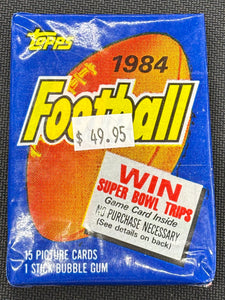 TOPPS
1984
Football
$ 49.95
WIN
SUPER BOWL TRIPS
Game Card Inside
NO PURCHASE NECESSARY
(See details on back)
15 PICTURE CARDS
1 STICK BUBBLE GUM